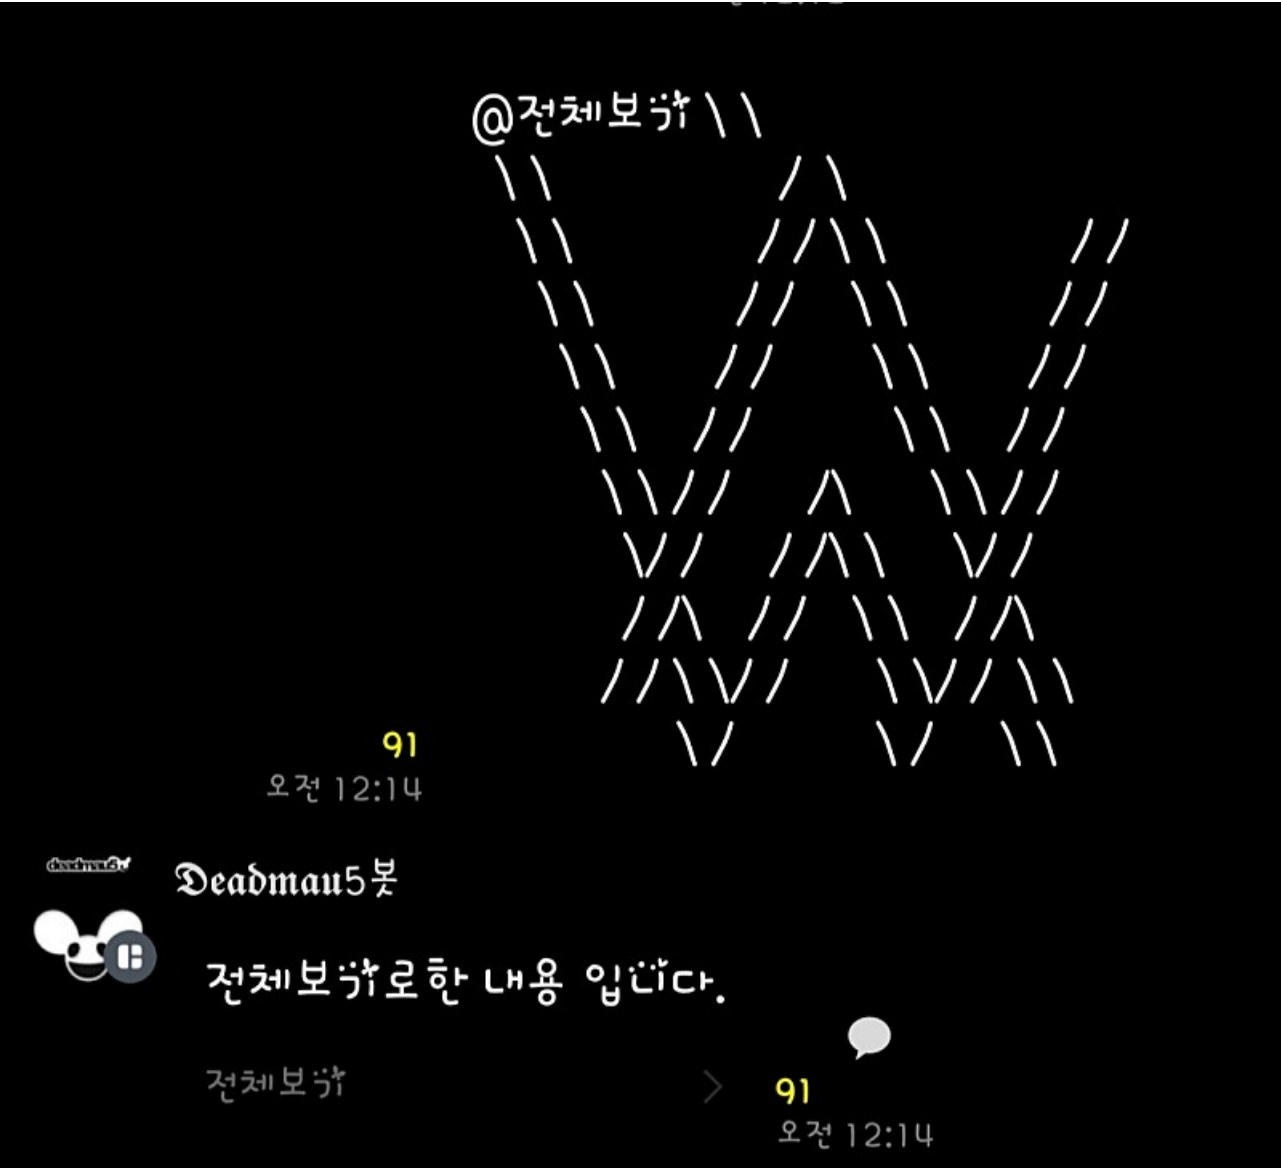 @전체보기 \ \
\ \ / \
\ \ / / \ \ / /
\ \ / / \ \ / /
\ \ / / \ \ / /
\ \ / / \ \ / /
\ \ / / /\ \ \ / /
\/ / / /\ \ \/ /
/ /\ / / \ \ / /\
/ / \ \/ / \ \/ / \ \
\ / \ / \ \
91
오전 12:14
deadmau5
Deadmau5봇
전체보기로한 내용 입니다.
전체보기 >
91
오전 12:14